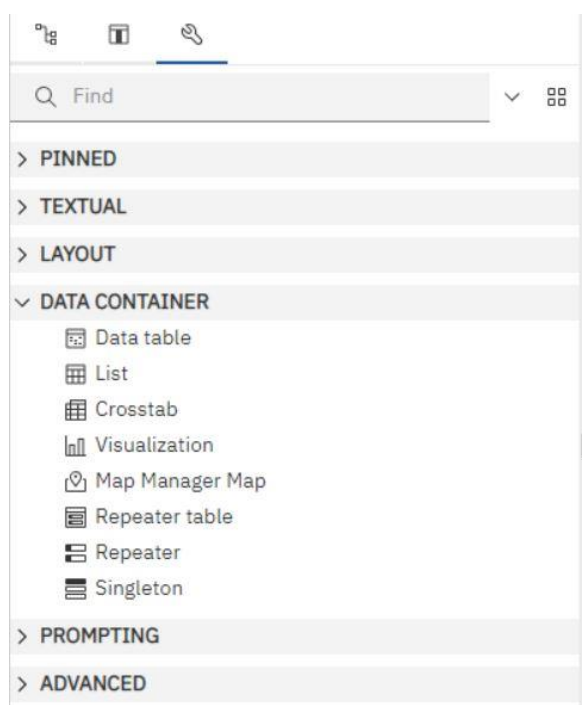 Find
PINNED
TEXTUAL
LAYOUT
DATA CONTAINER
Data table
List
Crosstab
Visualization
Map Manager Map
Repeater table
Repeater
Singleton
PROMPTING
ADVANCED